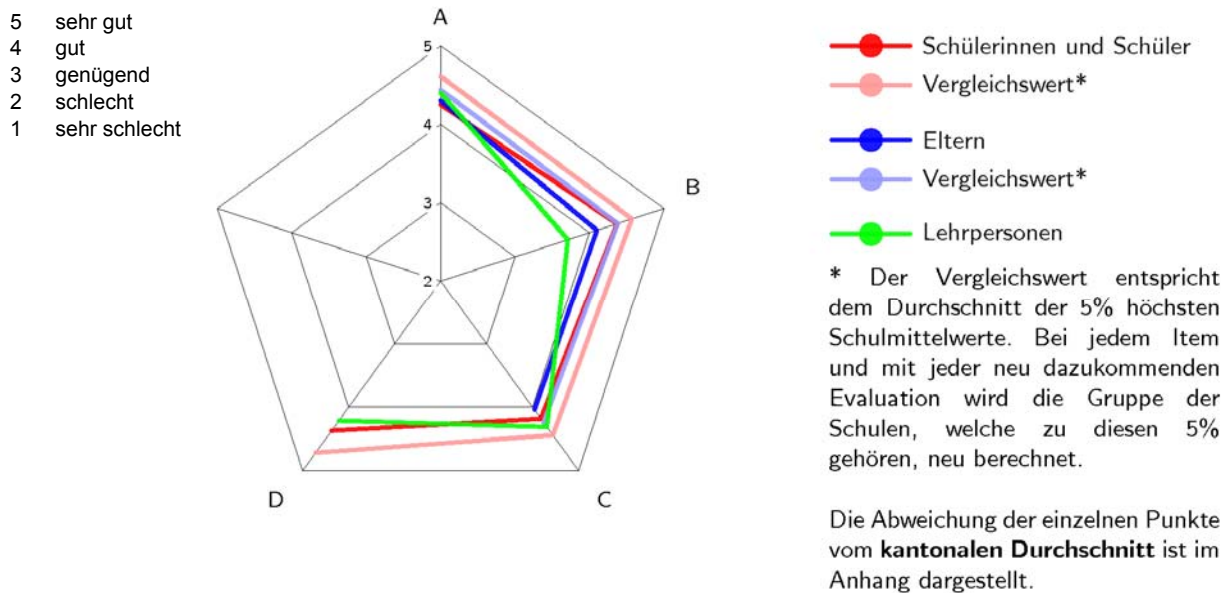 5 sehr gut
4 gut
3 genügend
2 schlecht
1 sehr schlecht
A
5
4
3
2
B
C
D
Schülerinnen und Schüler
Vergleichswert*
Eltern
Vergleichswert*
Lehrpersonen
* Der Vergleichswert entspricht
dem Durchschnitt der 5% höchsten
Schulmittelwerte. Bei jedem Item
und mit jeder neu dazukommenden
Evaluation wird die Gruppe der
Schulen, welche zu diesen 5%
gehören, neu berechnet.
Die Abweichung der einzelnen Punkte
vom kantonalen Durchschnitt ist im
Anhang dargestellt.